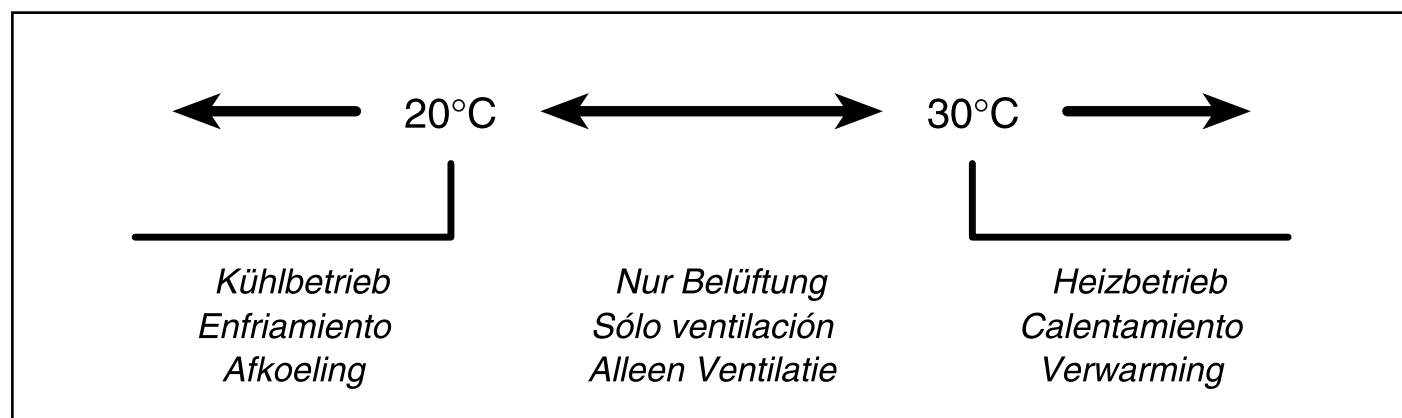 20°C 30°C
Kühlbetrieb Nur Belüftung Heizbetrieb
Enfriamiento Sólo ventilación Calentamiento
Afkoeling Alleen Ventilatie Verwarming